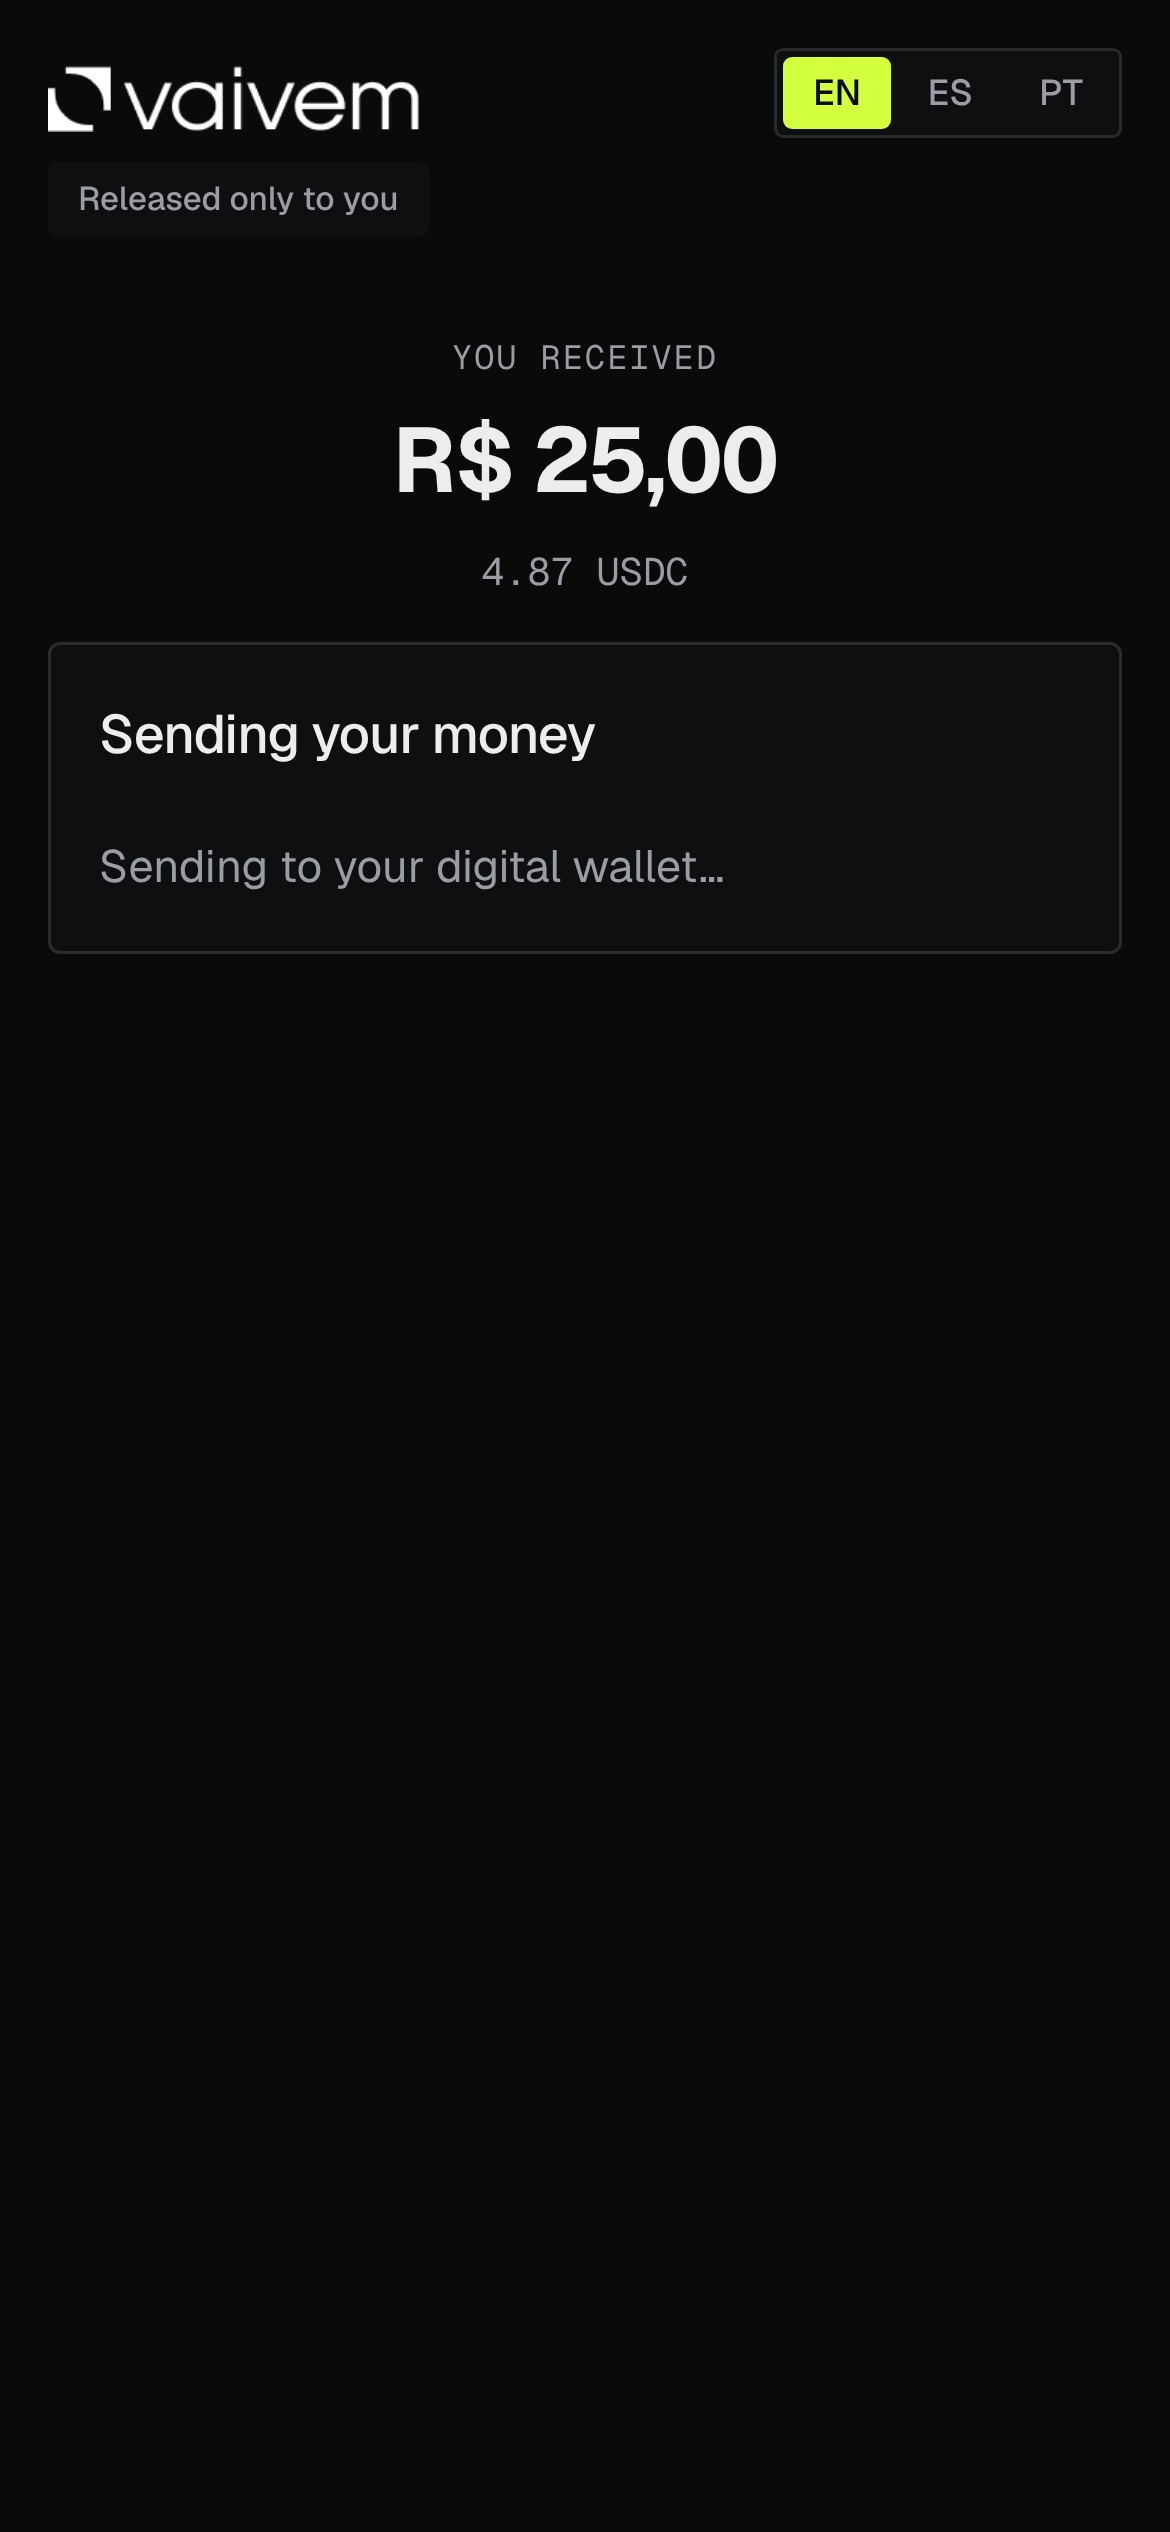 vaivem
EN ES PT
Released only to you
YOU RECEIVED
R$ 25,00
4.87 USDC
Sending your money
Sending to your digital wallet…